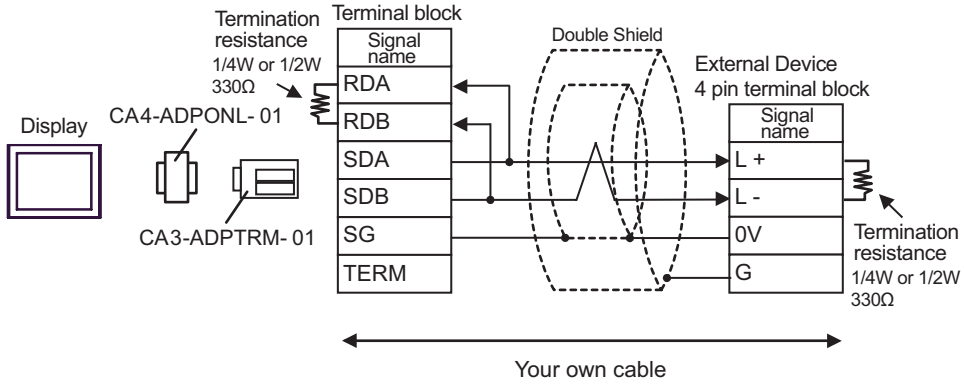 Display
CA4-ADPONL- 01
CA3-ADPTRM- 01
Termination
resistance
1/4W or 1/2W
330Ω
Terminal block
Signal
name
RDA
RDB
SDA
SDB
SG
TERM
Double Shield
External Device
4 pin terminal block
Signal
name
L +
L -
0V
G
Termination
resistance
1/4W or 1/2W
330Ω
Your own cable